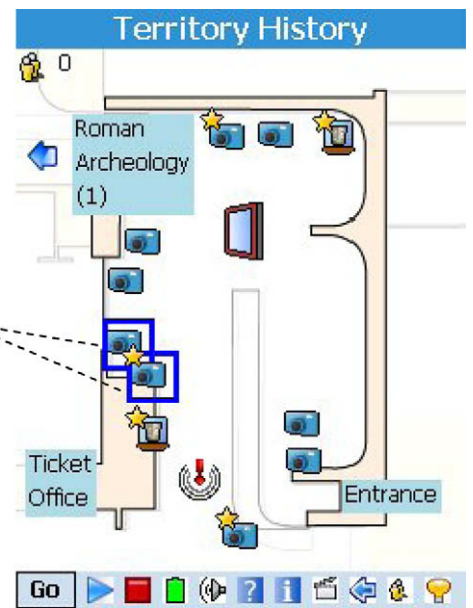 Territory History
0
Roman
Archeology
(1)
Ticket
Office
Entrance
Go